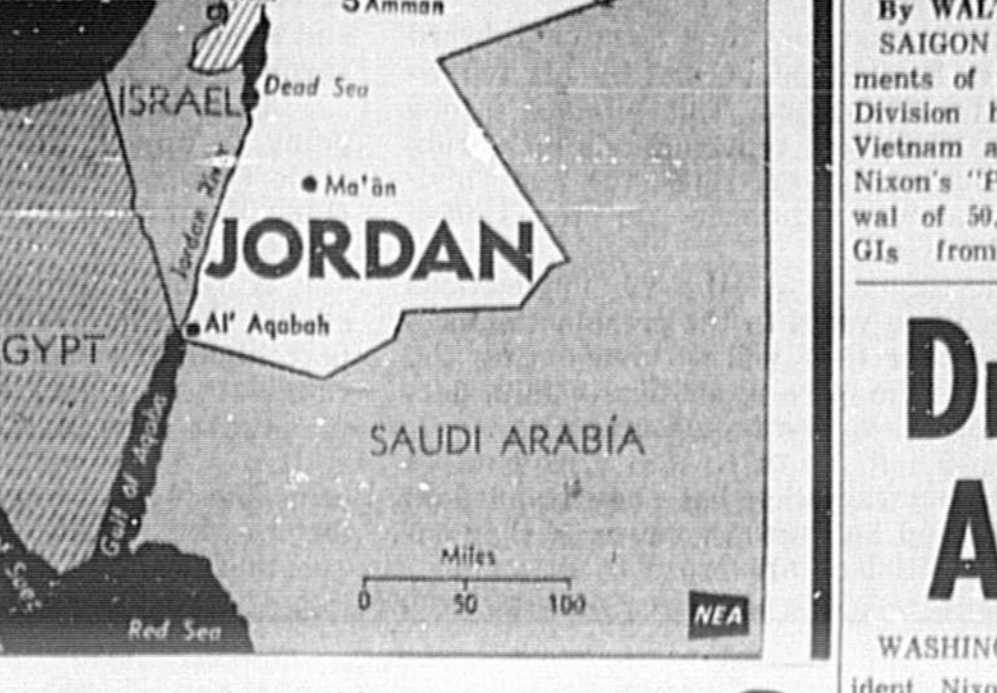 Amman
Dead Sea
ISRAEL
Ma'ān
JORDAN
Al' Aqabah
GYPT
Gulf of Aqaba
SAUDI ARABÍA
Miles
0 50 100
NEA
Red Sea
By WAL
SAIGON
ments of
Division h
Vietnam a
Nixon's "P
wal of 50,
GIs from
D
A
WASHING
ident Nixo